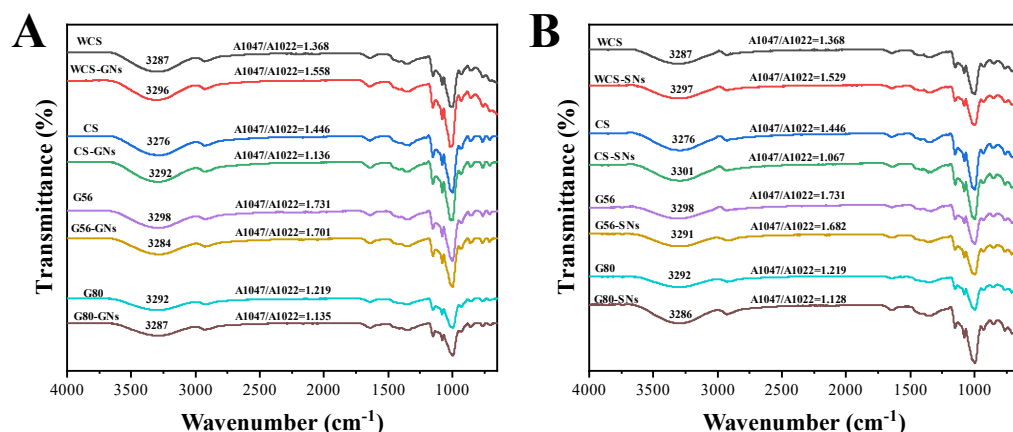 A
WCS
3287
A1047/A1022=1.368
WCS-GNs
3296
A1047/A1022=1.558
CS
3276
A1047/A1022=1.446
CS-GNs
3292
A1047/A1022=1.136
G56
3298
A1047/A1022=1.731
G56-GNs
3284
A1047/A1022=1.701
G80
3292
A1047/A1022=1.219
G80-GNs
3287
A1047/A1022=1.135
Transmittance (%)
4000 3500 3000 2500 2000 1500 1000
Wavenumber (cm⁻¹)
B
WCS
3287
A1047/A1022=1.368
WCS-SNs
3297
A1047/A1022=1.529
CS
3276
A1047/A1022=1.446
CS-SNs
3301
A1047/A1022=1.067
G56
3298
A1047/A1022=1.731
G56-SNs
3291
A1047/A1022=1.682
G80
3292
A1047/A1022=1.219
G80-SNs
3286
A1047/A1022=1.128
Transmittance (%)
4000 3500 3000 2500 2000 1500 1000
Wavenumber (cm⁻¹)